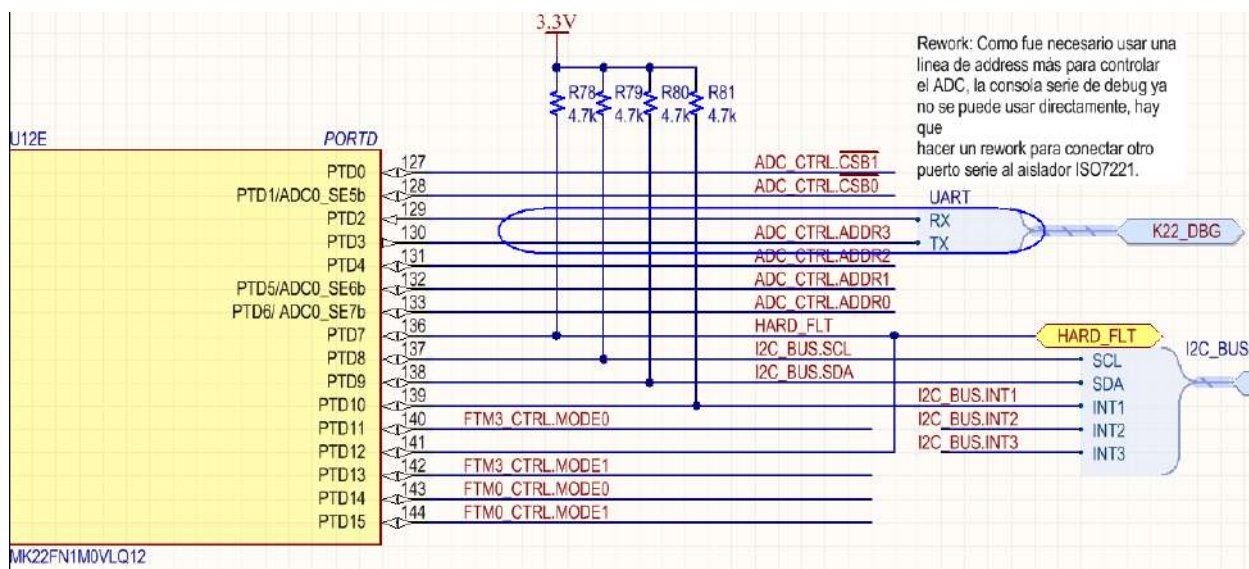 3.3V
Rework: Como fue necesario usar una
linea de address más para controlar
el ADC, la consola serie de debug ya
no se puede usar directamente, hay
que
hacer un rework para conectar otro
puerto serie al aislador ISO7221.
R78 R79 R80 R81
4.7k 4.7k 4.7k 4.7k
U12E PORTD
PTD0 127 ADC_CTRL.CSB1
PTD1/ADC0_SE5b 128 ADC_CTRL.CSB0
UART
PTD2 129 RX
PTD3 130 ADC_CTRL.ADDR3 TX K22_DBG
PTD4 131 ADC_CTRL.ADDR2
PTD5/ADC0_SE6b 132 ADC_CTRL.ADDR1
PTD6/ ADC0_SE7b 133 ADC_CTRL.ADDR0
PTD7 136 HARD_FLT HARD_FLT
PTD8 137 I2C_BUS.SCL SCL I2C_BUS
PTD9 138 I2C_BUS.SDA SDA
PTD10 139 I2C_BUS.INT1 INT1
PTD11 140 FTM3_CTRL.MODE0 I2C_BUS.INT2 INT2
PTD12 141 I2C_BUS.INT3 INT3
PTD13 142 FTM3_CTRL.MODE1
PTD14 143 FTM0_CTRL.MODE0
PTD15 144 FTM0_CTRL.MODE1
MK22FN1M0VLQ12